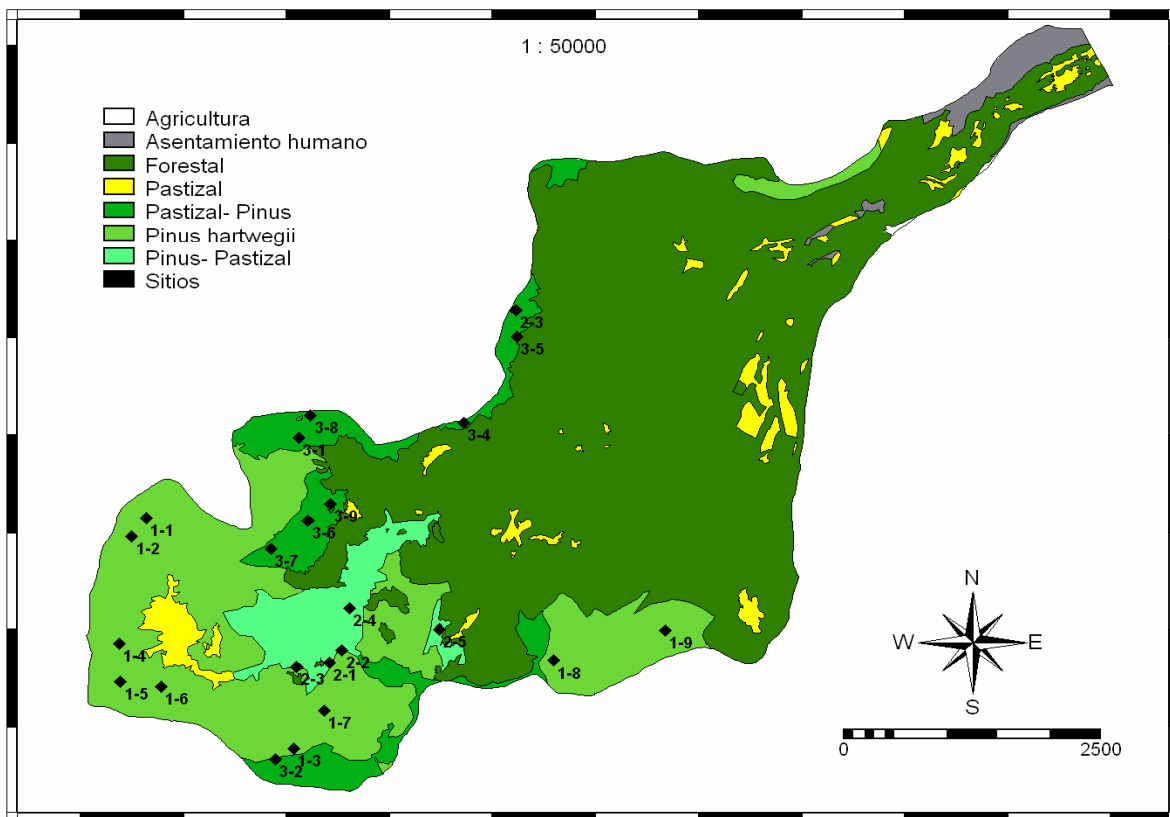 1 : 50000
Agricultura
Asentamiento humano
Forestal
Pastizal
Pastizal- Pinus
Pinus hartwegii
Pinus- Pastizal
Sitios
2-3
3-5
3-8
3-4
3-1
3-9
1-1
3-6
1-2
3-7
2-4
2-5
1-9
1-4
2-2
1-8
2-1
2-3
1-5
1-6
1-7
1-3
3-2
N
W
E
S
0
2500